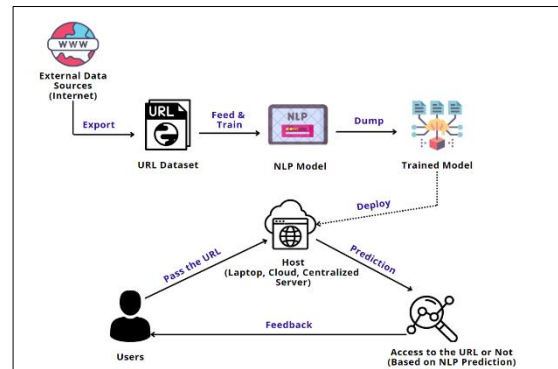 WWW
External Data
Sources
(Internet)
Export
URL
URL Dataset
Feed &
Train
NLP
NLP Model
Dump
Trained Model
Deploy
Host
(Laptop, Cloud, Centralized
Server)
Pass the URL
Prediction
Users
Feedback
Access to the URL or Not
(Based on NLP Prediction)